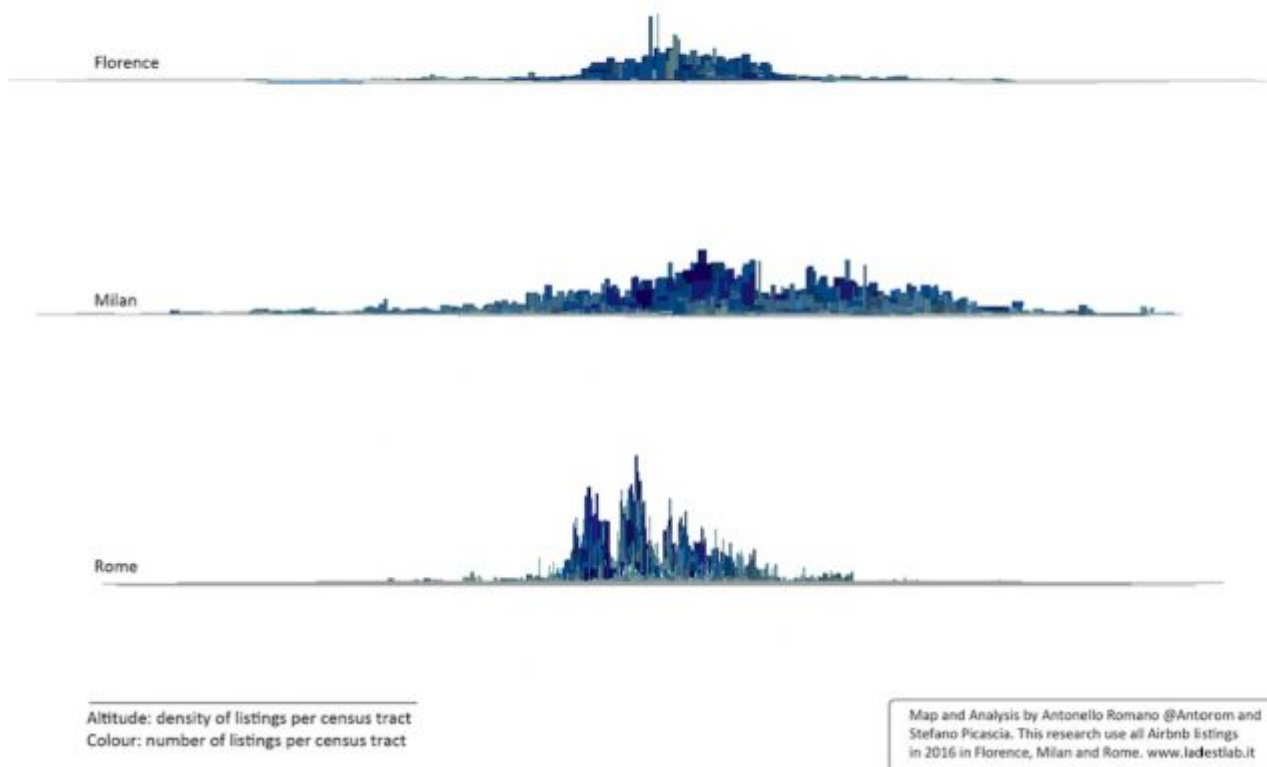 Florence
Milan
Rome
Altitude: density of listings per census tract
Colour: number of listings per census tract
Map and Analysis by Antonello Romano @Antorom and
Stefano Picascia. This research use all Airbnb listings
in 2016 in Florence, Milan and Rome. www.ladestlab.it